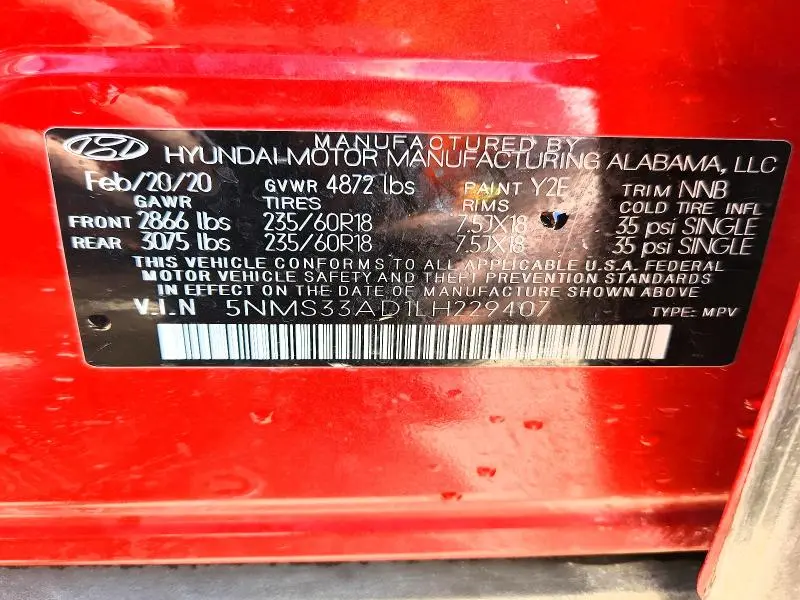 MANUFACTURED BY
HYUNDAI MOTOR MANUFACTURING ALABAMA, LLC
Feb/20/20 GVWR 4872 lbs PAINT Y2F TRIM NNB
GAWR TIRES RIMS COLD TIRE INFL
FRONT 2866 lbs 235/60R18 7.5JX18 35 psi SINGLE
REAR 3075 lbs 235/60R18 7.5JX18 35 psi SINGLE
THIS VEHICLE CONFORMS TO ALL APPLICABLE U.S.A. FEDERAL
MOTOR VEHICLE SAFETY AND THEFT PREVENTION STANDARDS
IN EFFECT ON THE DATE OF MANUFACTURE SHOWN ABOVE
V.I.N 5NMS33AD1LH229407 TYPE: MPV